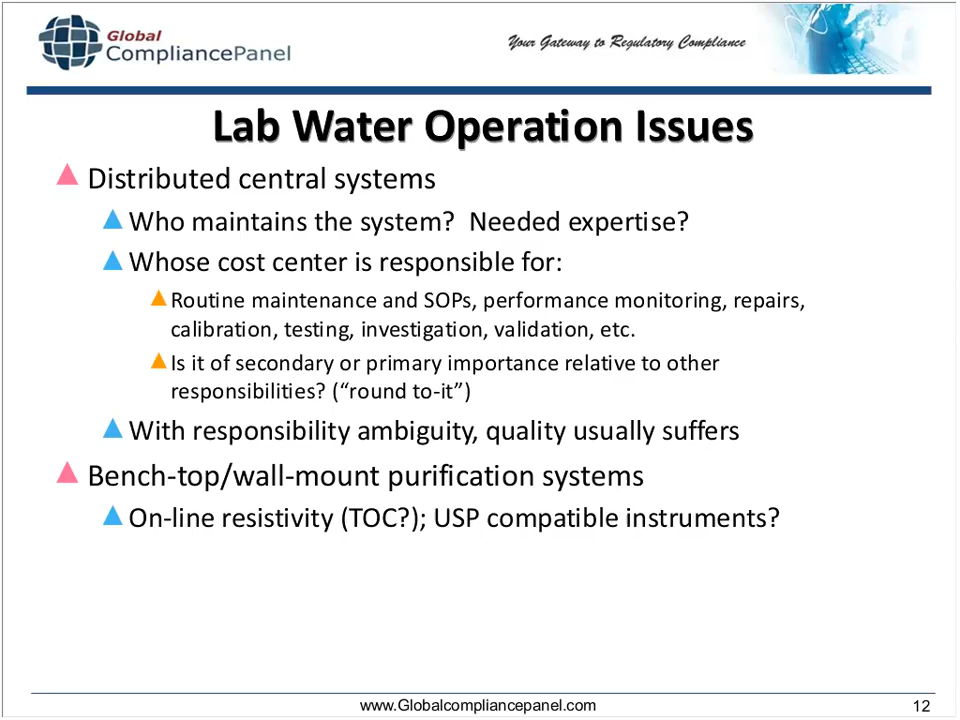 Global
CompliancePanel
Your Gateway to Regulatory Compliance
Lab Water Operation Issues
Distributed central systems
Who maintains the system?  Needed expertise?
Whose cost center is responsible for:
Routine maintenance and SOPs, performance monitoring, repairs,
calibration, testing, investigation, validation, etc.
Is it of secondary or primary importance relative to other
responsibilities? (“round to-it”)
With responsibility ambiguity, quality usually suffers
Bench-top/wall-mount purification systems
On-line resistivity (TOC?); USP compatible instruments?
www.Globalcompliancepanel.com
12